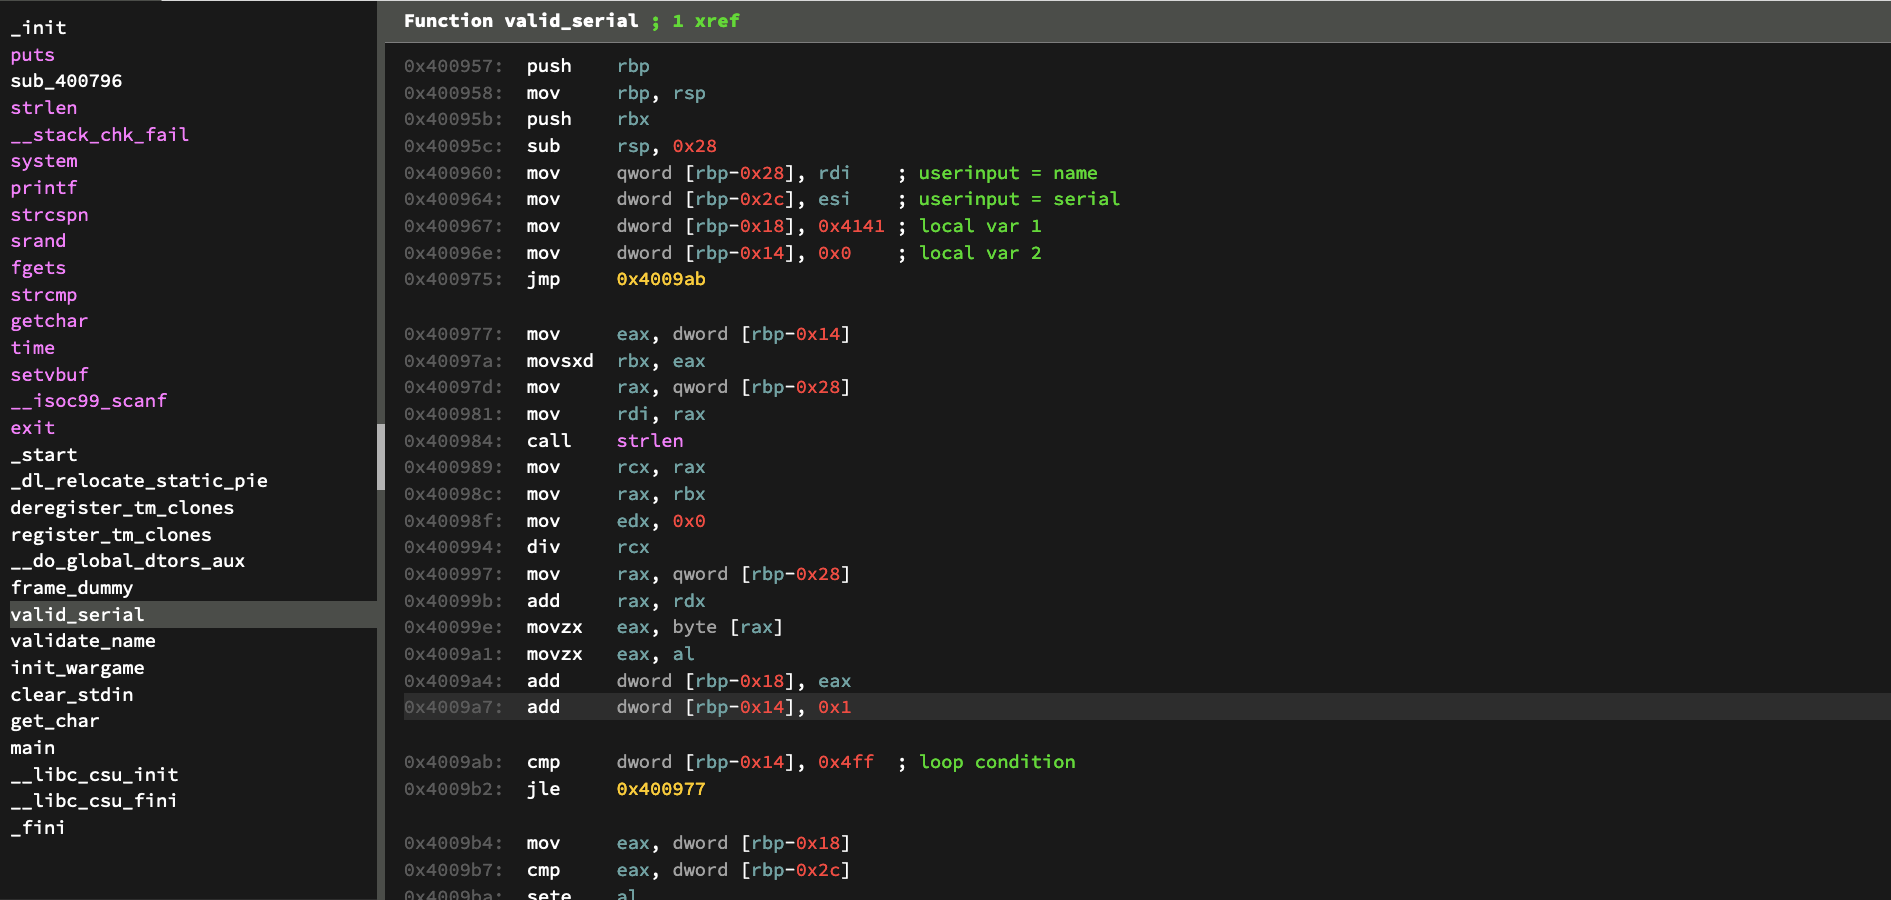 _init
puts
sub_400796
strlen
__stack_chk_fail
system
printf
strcspn
srand
fgets
strcmp
getchar
time
setvbuf
__isoc99_scanf
exit
_start
_dl_relocate_static_pie
deregister_tm_clones
register_tm_clones
__do_global_dtors_aux
frame_dummy
valid_serial
validate_name
init_wargame
clear_stdin
get_char
main
__libc_csu_init
__libc_csu_fini
_fini
Function valid_serial ; 1 xref
0x400957: push rbp
0x400958: mov rbp, rsp
0x40095b: push rbx
0x40095c: sub rsp, 0x28
0x400960: mov qword [rbp-0x28], rdi ; userinput = name
0x400964: mov dword [rbp-0x2c], esi ; userinput = serial
0x400967: mov dword [rbp-0x18], 0x4141 ; local var 1
0x40096e: mov dword [rbp-0x14], 0x0 ; local var 2
0x400975: jmp 0x4009ab
0x400977: mov eax, dword [rbp-0x14]
0x40097a: movsxd rbx, eax
0x40097d: mov rax, qword [rbp-0x28]
0x400981: mov rdi, rax
0x400984: call strlen
0x400989: mov rcx, rax
0x40098c: mov rax, rbx
0x40098f: mov edx, 0x0
0x400994: div rcx
0x400997: mov rax, qword [rbp-0x28]
0x40099b: add rax, rdx
0x40099e: movzx eax, byte [rax]
0x4009a1: movzx eax, al
0x4009a4: add dword [rbp-0x18], eax
0x4009a7: add dword [rbp-0x14], 0x1
0x4009ab: cmp dword [rbp-0x14], 0x4ff ; loop condition
0x4009b2: jle 0x400977
0x4009b4: mov eax, dword [rbp-0x18]
0x4009b7: cmp eax, dword [rbp-0x2c]
0x4009ba: sete al